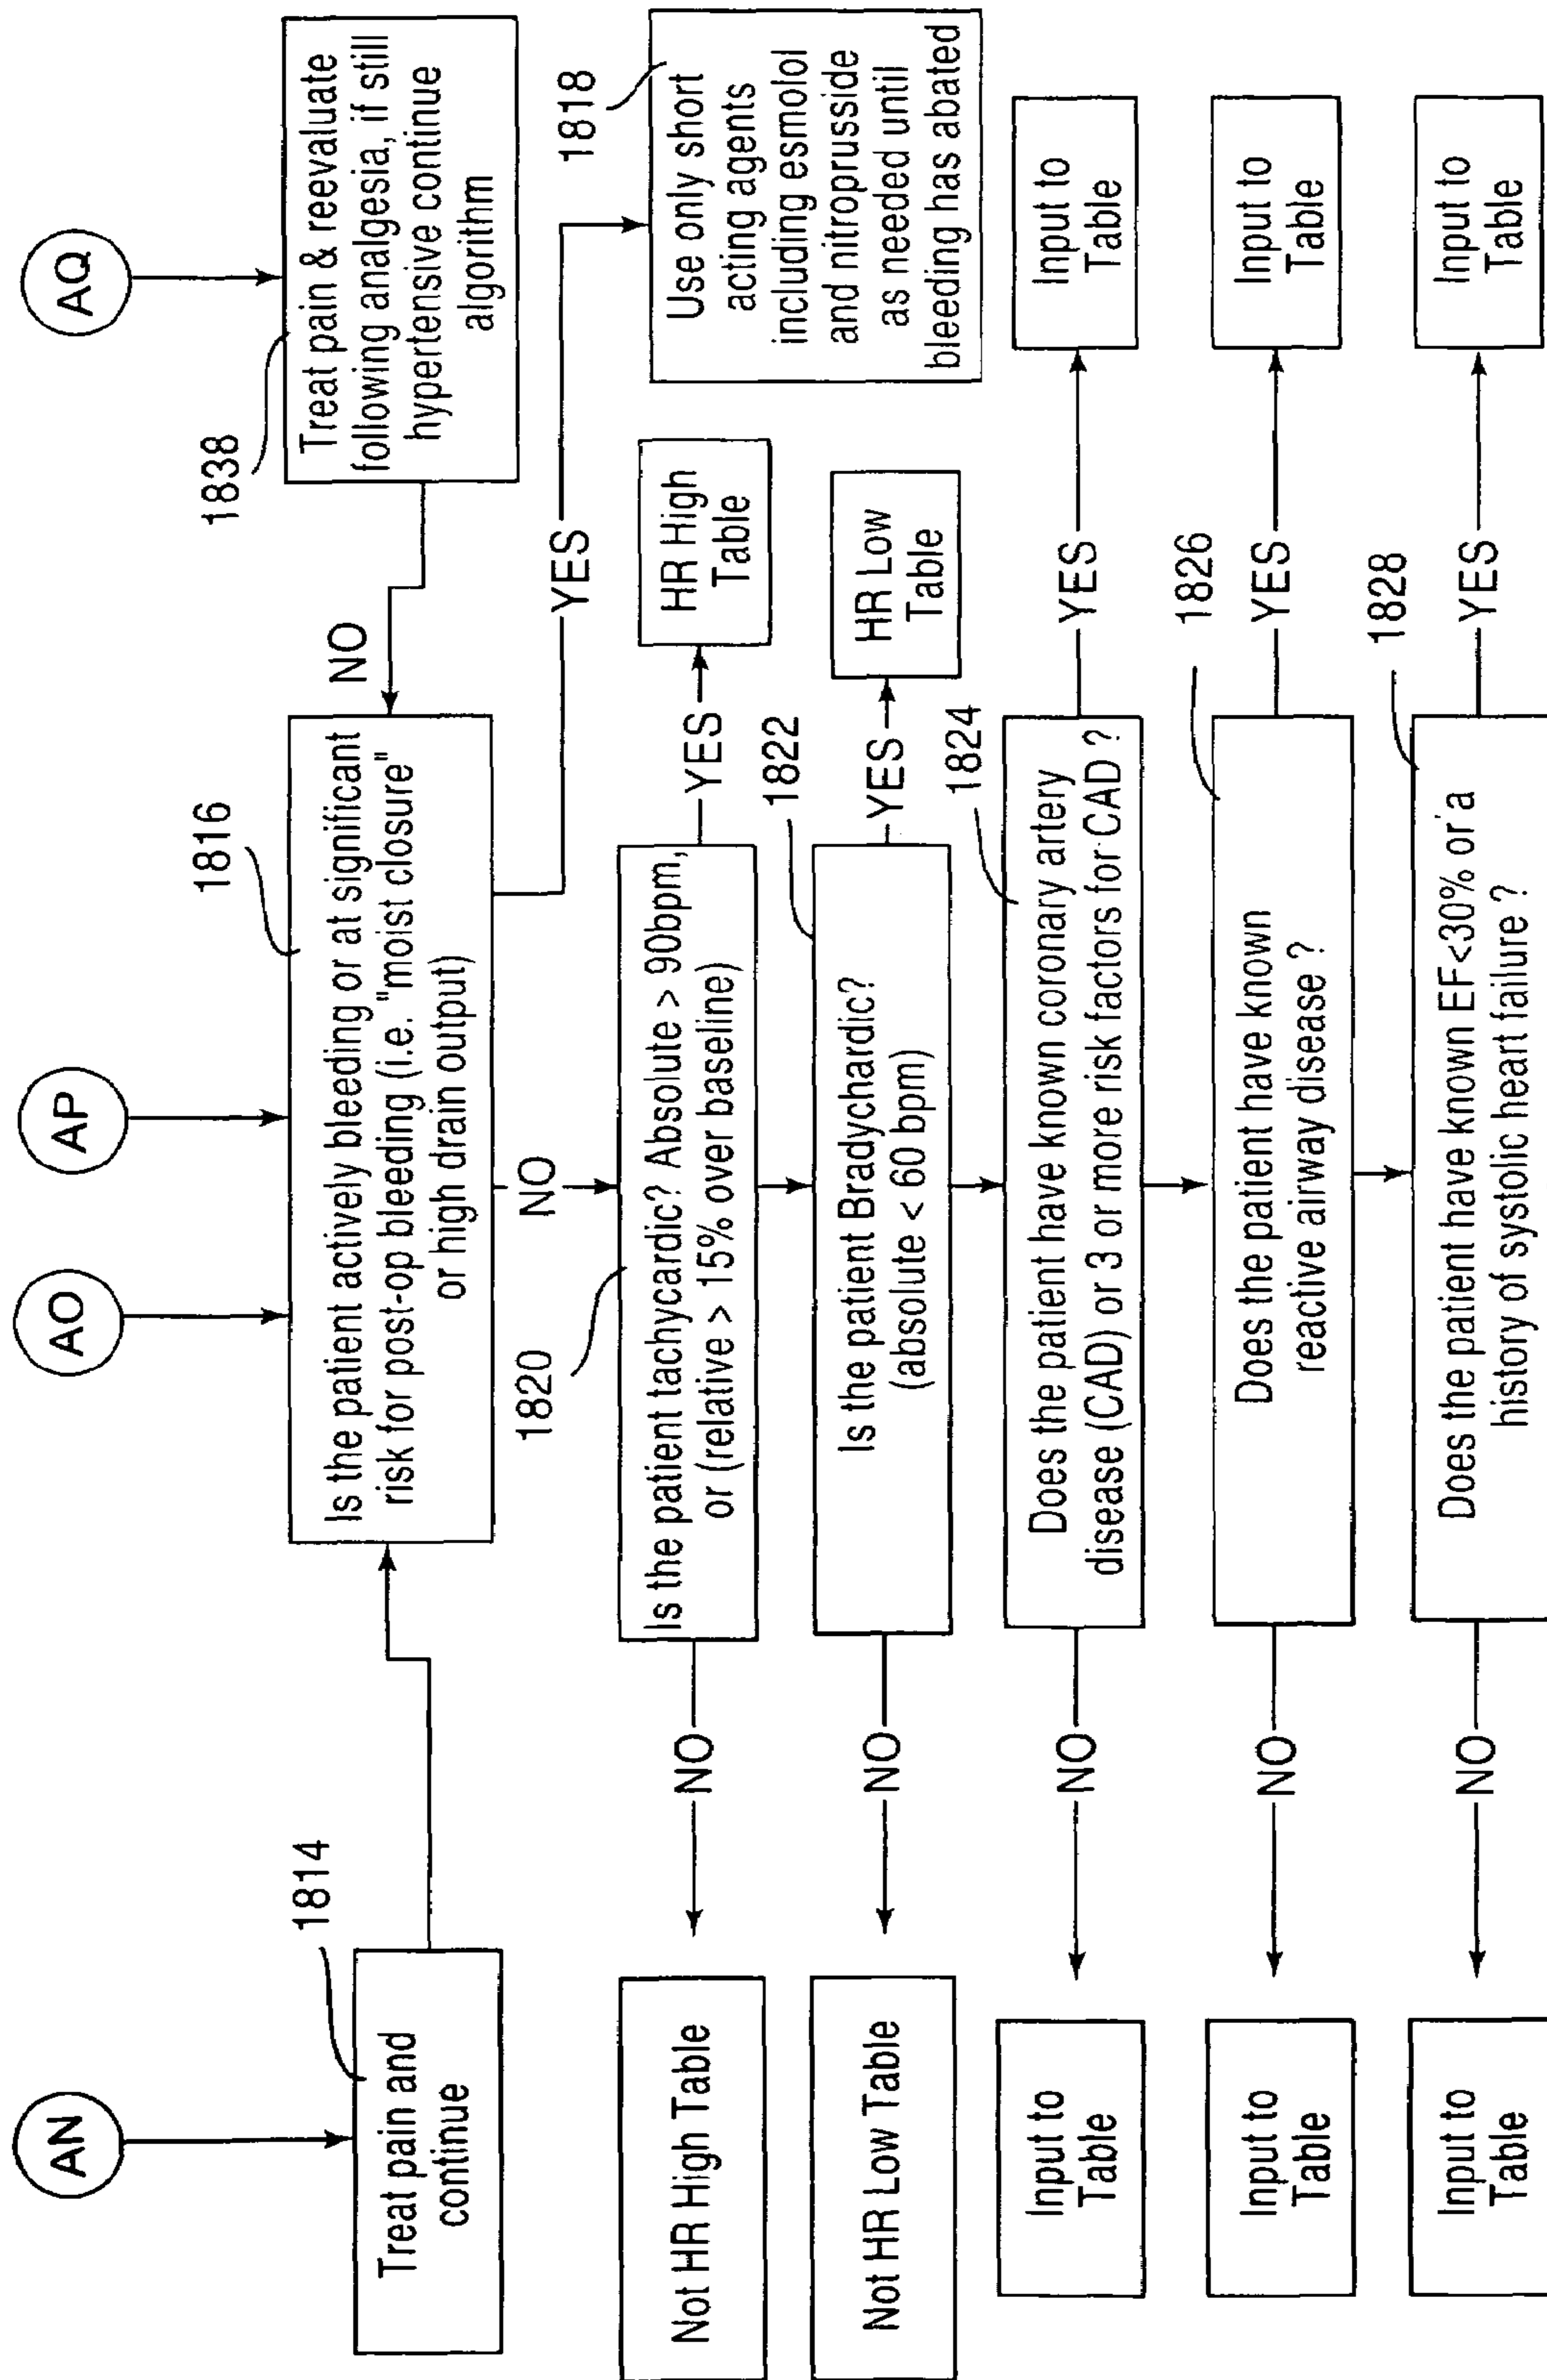 AN
AO
AP
AQ
1814
Treat pain and
continue
1816
Is the patient actively bleeding or at significant
risk for post-op bleeding (i.e. "moist closure"
or high drain output)
1838
Treat pain & reevaluate
following analgesia, if still
hypertensive continue
algorithm
NO
YES
1818
Use only short
acting agents
including esmolol
and nitroprusside
as needed until
bleeding has abated
NO
1820
Is the patient tachycardic? Absolute > 90bpm,
or (relative > 15% over baseline)
NO
Not HR High Table
YES
HR High
Table
1822
Is the patient Bradychardic?
(absolute < 60 bpm)
NO
Not HR Low Table
YES
HR Low
Table
1824
Does the patient have known coronary artery
disease (CAD) or 3 or more risk factors for CAD ?
NO
Input to
Table
YES
Input to
Table
1826
Does the patient have known
reactive airway disease ?
NO
Input to
Table
YES
Input to
Table
1828
Does the patient have known EF<30% or a
history of systolic heart failure ?
NO
Input to
Table
YES
Input to
Table